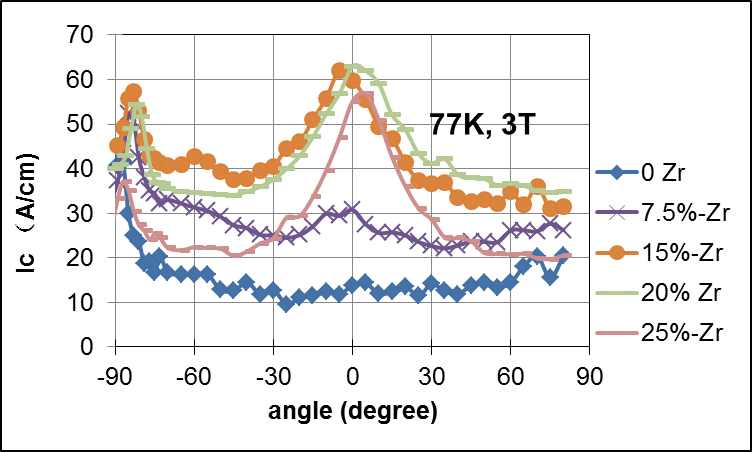 70
60
50
40
30
20
10
0
Ic （A/cm)
-90 -60 -30 0 30 60 90
angle (degree)
77K, 3T
0 Zr
7.5%-Zr
15%-Zr
20% Zr
25%-Zr